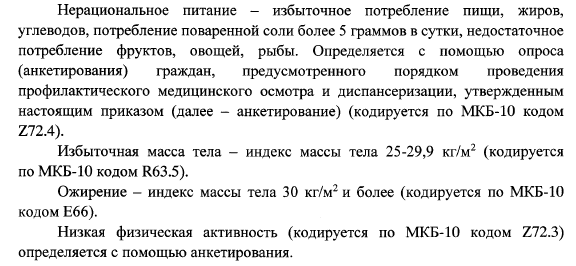 Нерациональное питание – избыточное потребление пищи, жиров,
углеводов, потребление поваренной соли более 5 граммов в сутки, недостаточное
потребление фруктов, овощей, рыбы. Определяется с помощью опроса
(анкетирования) граждан, предусмотренного порядком проведения
профилактического медицинского осмотра и диспансеризации, утвержденным
настоящим приказом (далее – анкетирование) (кодируется по МКБ-10 кодом
Z72.4).
Избыточная масса тела – индекс массы тела 25-29,9 кг/м² (кодируется
по МКБ-10 кодом R63.5).
Ожирение – индекс массы тела 30 кг/м² и более (кодируется по МКБ-10
кодом Е66).
Низкая физическая активность (кодируется по МКБ-10 кодом Z72.3)
определяется с помощью анкетирования.